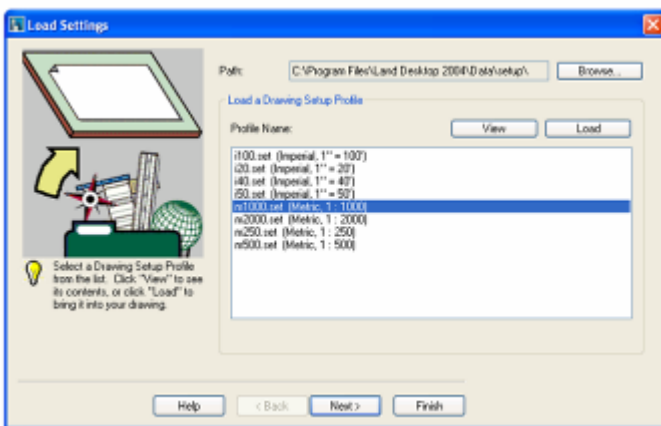 Load Settings
Path: C:\Program Files\Land Desktop 2004\Data\setup\ Browse...
Load a Drawing Setup Profile
Profile Name: View Load
i100.set (Imperial, 1" = 100')
i20.set (Imperial, 1" = 20')
i40.set (Imperial, 1" = 40')
i50.set (Imperial, 1" = 50')
m1000.set (Metric, 1 : 1000)
m2000.set (Metric, 1 : 2000)
m250.set (Metric, 1 : 250)
m500.set (Metric, 1 : 500)
Select a Drawing Setup Profile
from the list. Click "View" to see
its contents, or click "Load" to
bring it into your drawing.
Help < Back Next > Finish